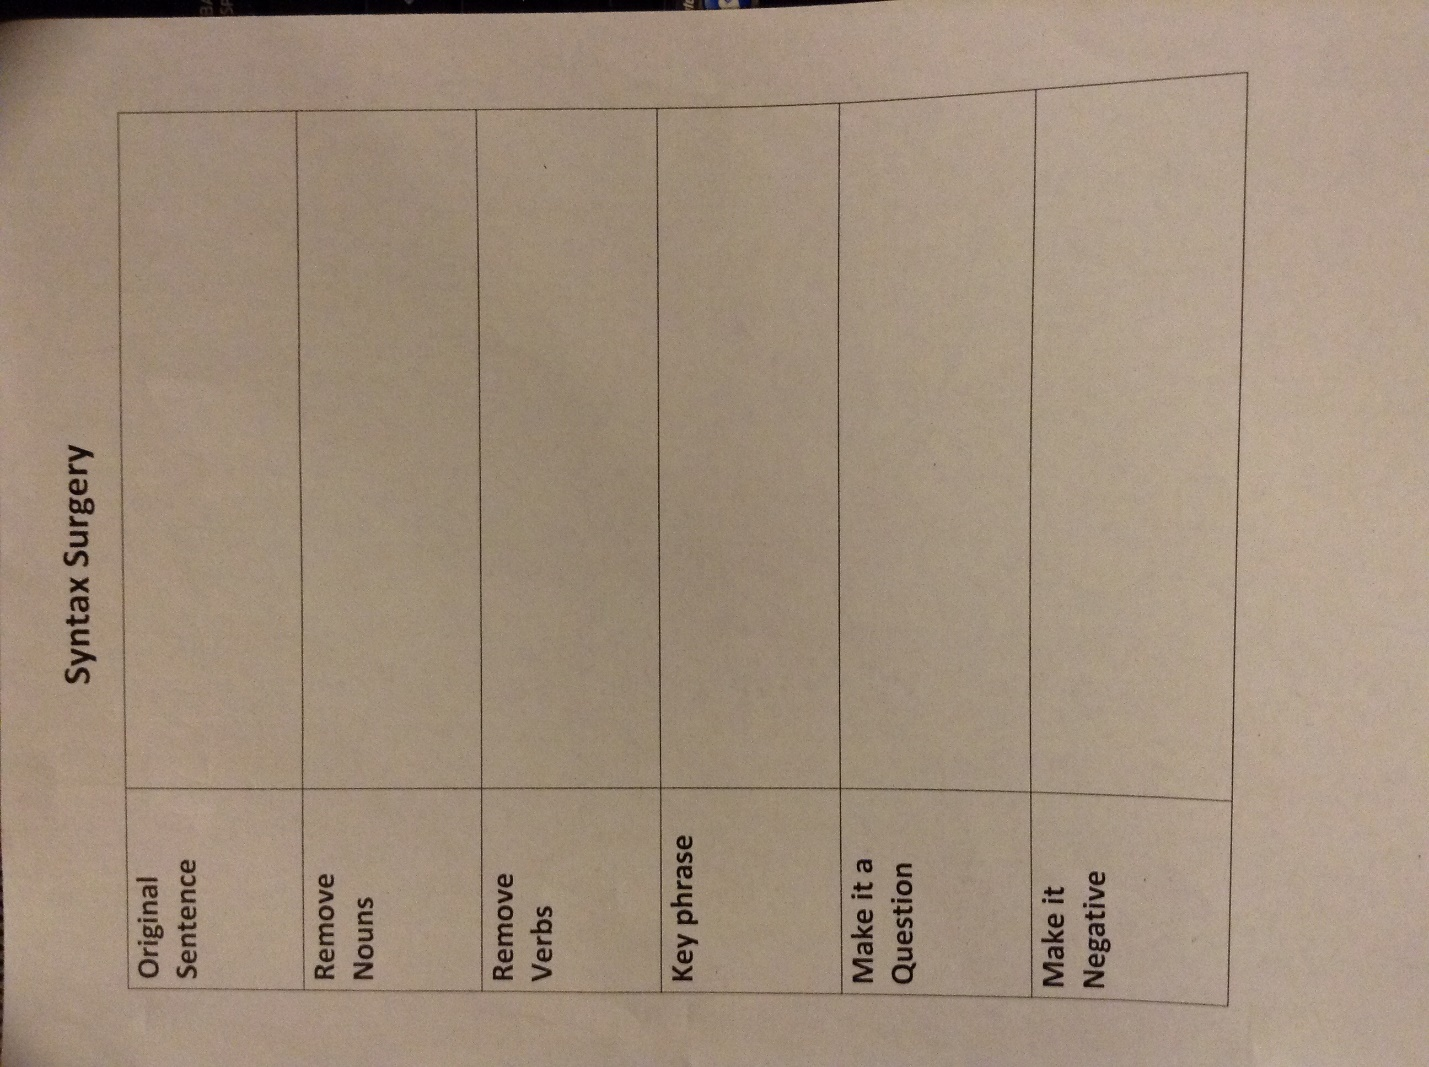 Syntax Surgery
Original
Sentence
Remove
Nouns
Remove
Verbs
Key phrase
Make it a
Question
Make it
Negative